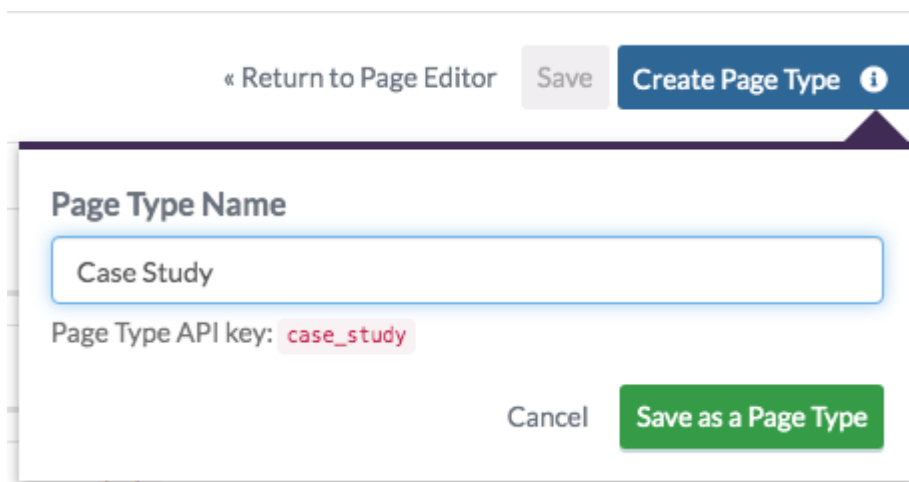 « Return to Page Editor Save Create Page Type i
Page Type Name
Case Study
Page Type API key: case_study
Cancel Save as a Page Type